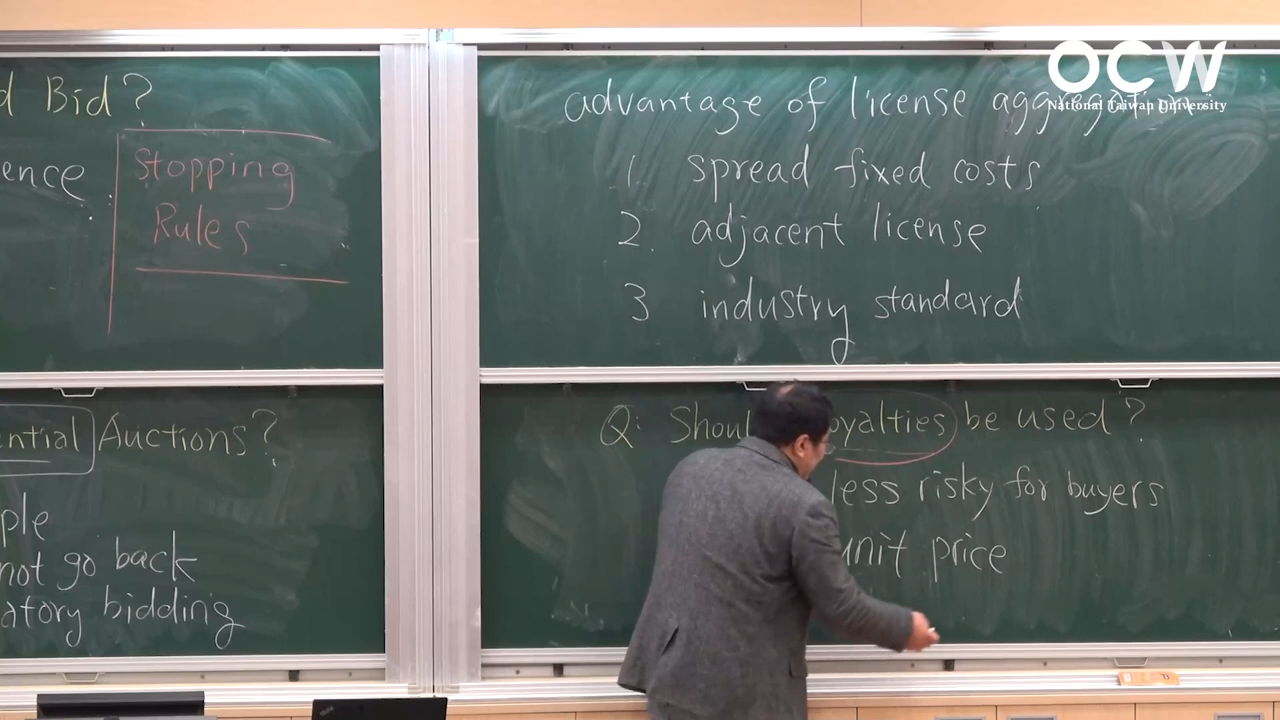 d Bid?
ence
Stopping
Rules
ential Auctions?
ple
not go back
atory bidding
OCW
National Taiwan University
advantage of license aggregation
1. spread fixed costs
2. adjacent license
3 industry standard
Q: Shoul oyalties be used?
less risky for buyers
unit price